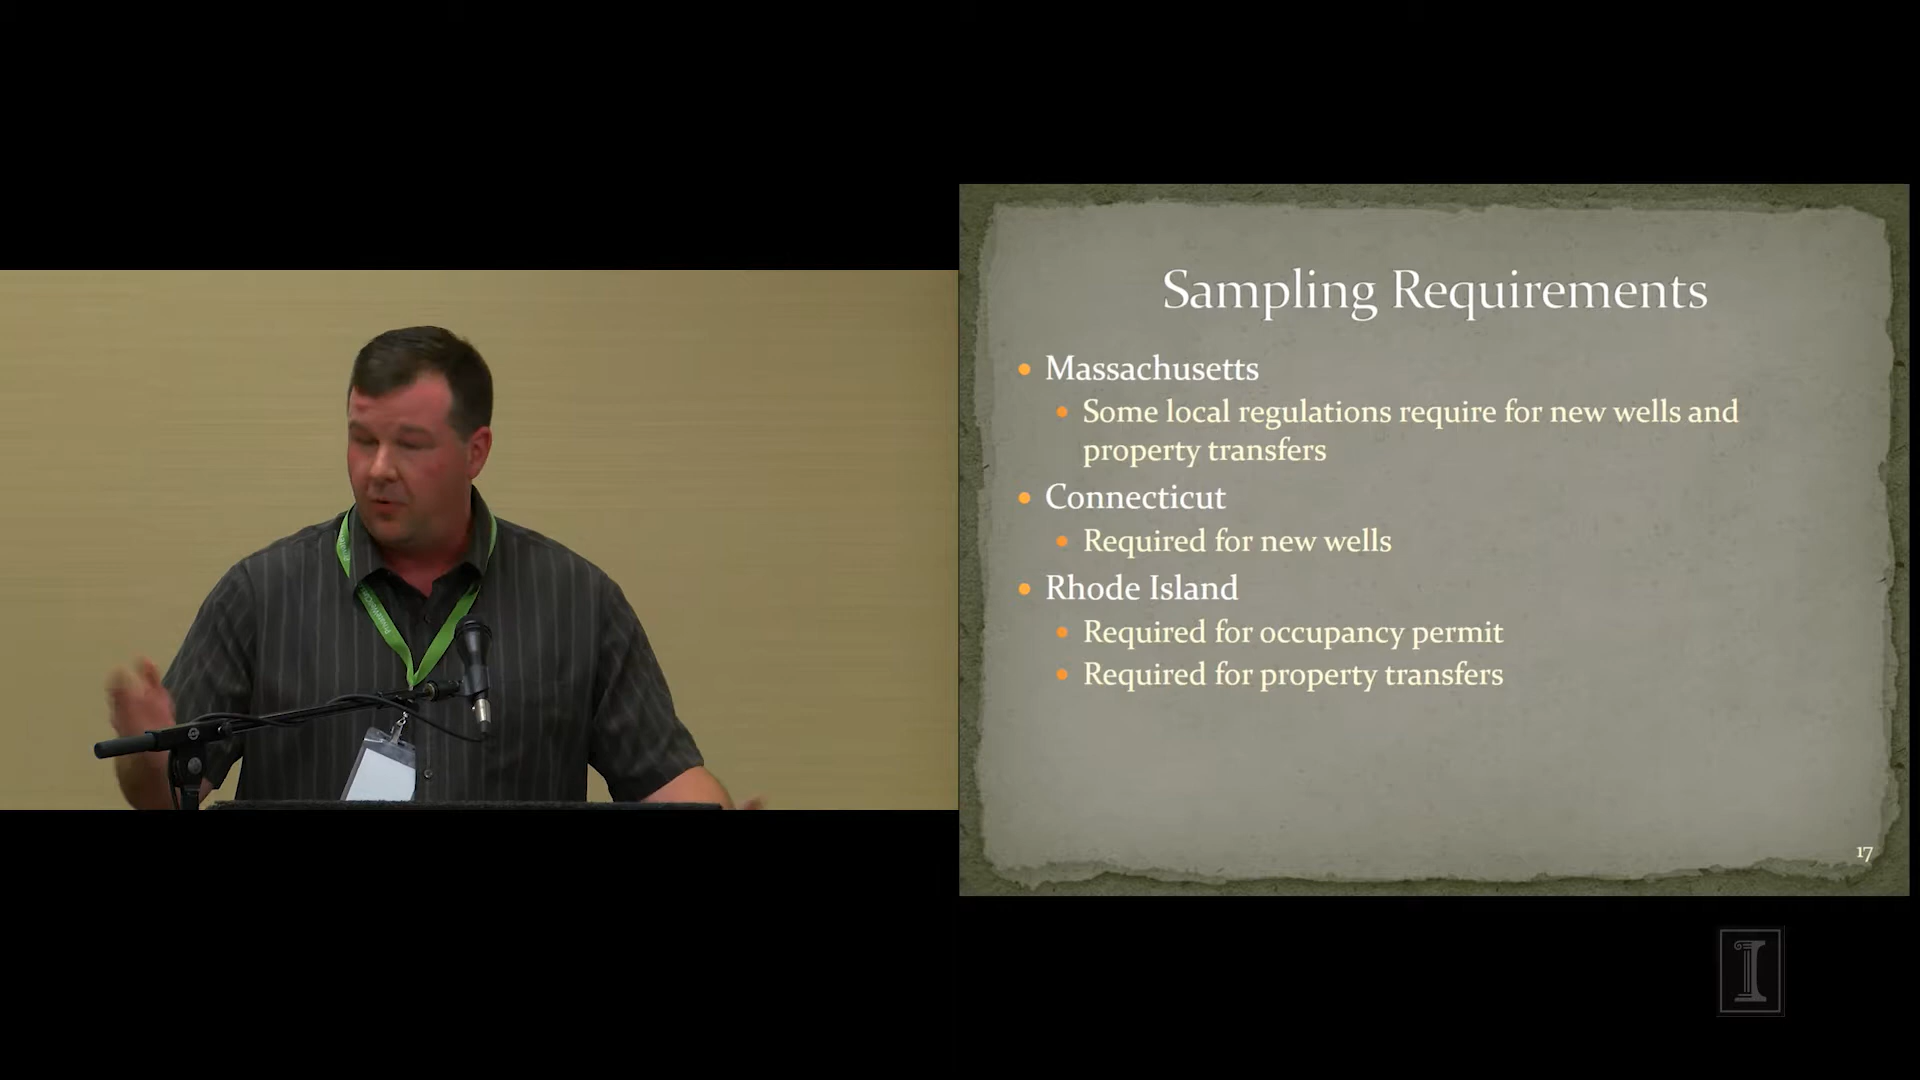 Sampling Requirements
• Massachusetts
• Some local regulations require for new wells and
property transfers
• Connecticut
• Required for new wells
• Rhode Island
• Required for occupancy permit
• Required for property transfers
17
I